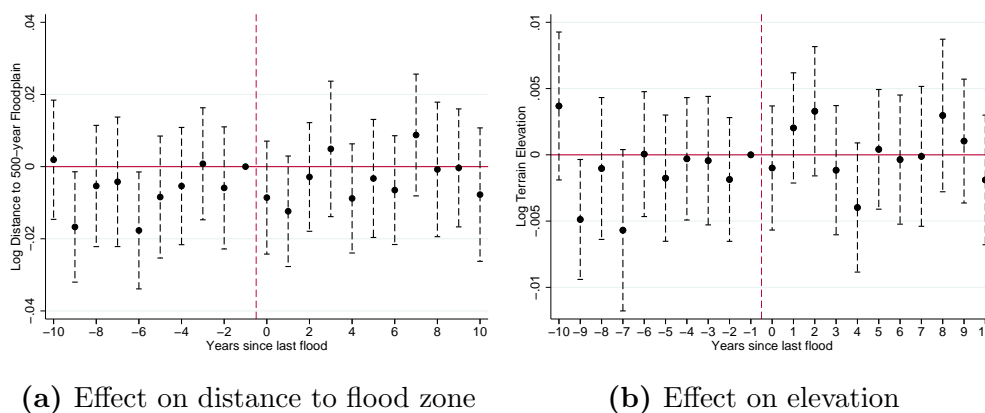 .04
.02
0
-.02
-.04
Log Distance to 500-year Floodplain
-10 -8 -6 -4 -2 0 2 4 6 8 10
Years since last flood
(a) Effect on distance to flood zone
.01
.005
0
-.005
-.01
Log Terrain Elevation
-10 -9 -8 -7 -6 -5 -4 -3 -2 -1 0 1 2 3 4 5 6 7 8 9 10
Years since last flood
(b) Effect on elevation